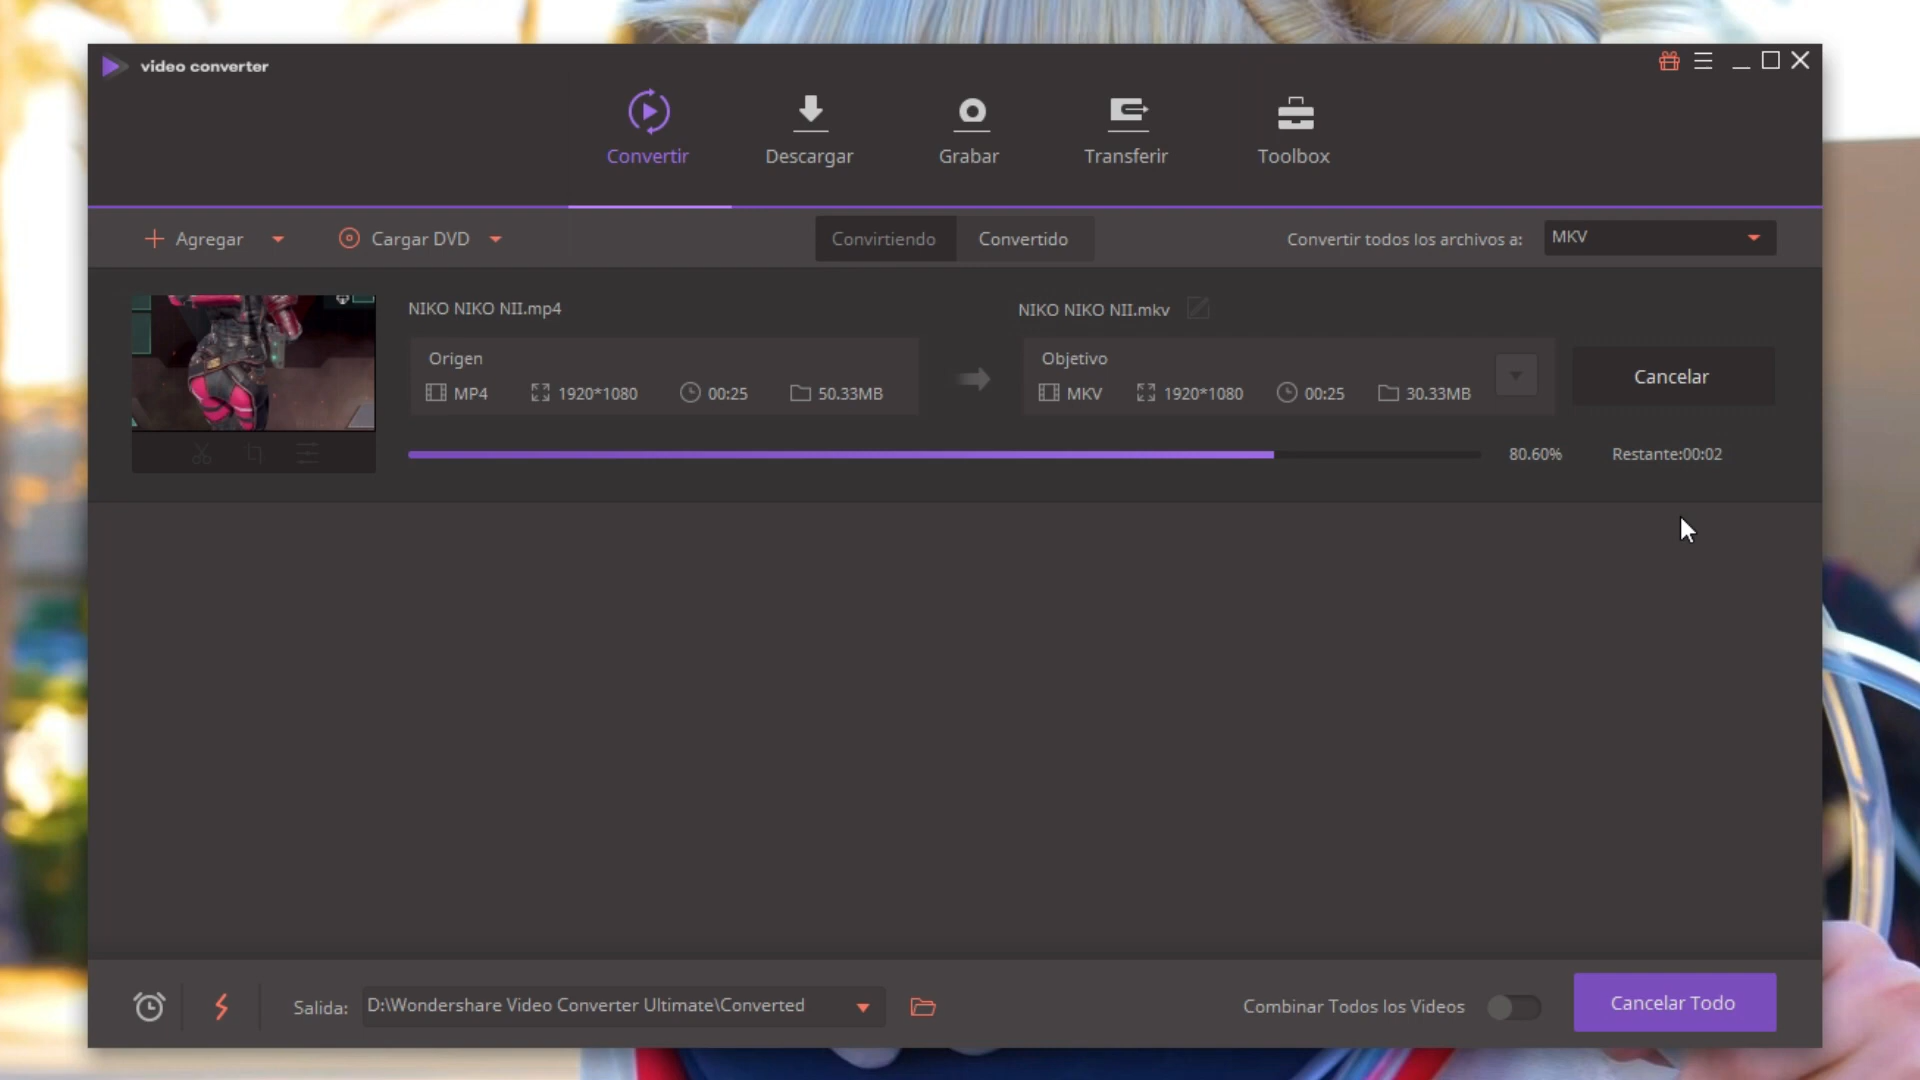 video converter
Convertir
Descargar
Grabar
Transferir
Toolbox
Agregar
Cargar DVD
Convirtiendo
Convertido
Convertir todos los archivos a:
MKV
NIKO NIKO NII.mp4
NIKO NIKO NII.mkv
Origen
MP4 1920*1080 00:25 50.33MB
Objetivo
MKV 1920*1080 00:25 30.33MB
Cancelar
80.60%
Restante:00:02
Salida:
D:\Wondershare Video Converter Ultimate\Converted
Combinar Todos los Videos
Cancelar Todo